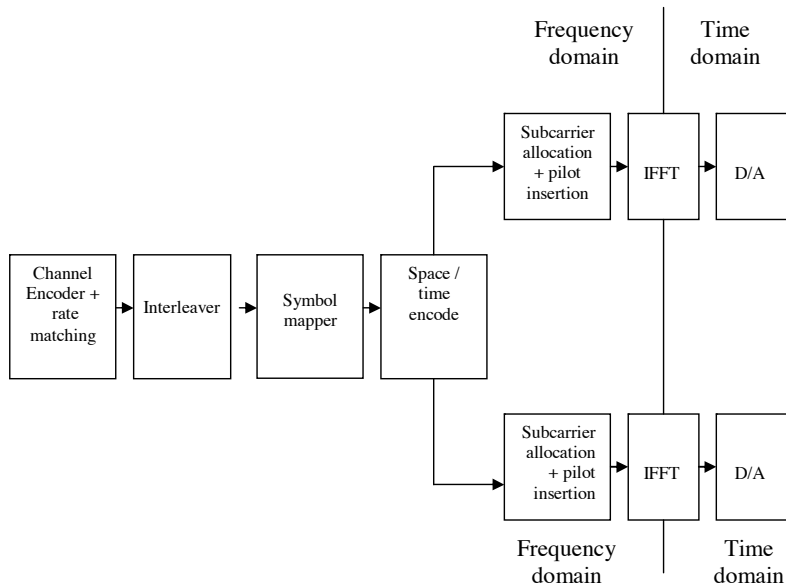 Frequency
domain
Time
domain
Subcarrier
allocation
+ pilot
insertion
IFFT
D/A
Channel
Encoder +
rate
matching
Interleaver
Symbol
mapper
Space /
time
encode
Subcarrier
allocation
+ pilot
insertion
IFFT
D/A
Frequency
domain
Time
domain